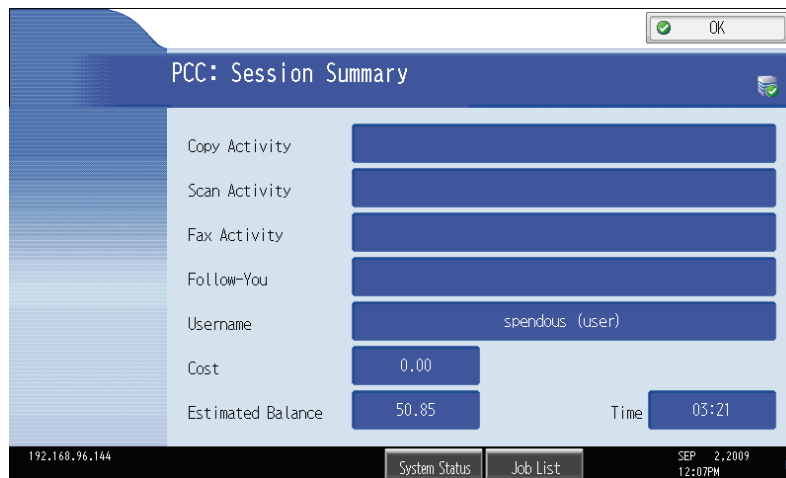 OK
PCC: Session Summary
Copy Activity
Scan Activity
Fax Activity
Follow-You
Username spendous (user)
Cost 0.00
Estimated Balance 50.85 Time 03:21
192.168.96.144 System Status Job List SEP 2,2009
12:07PM